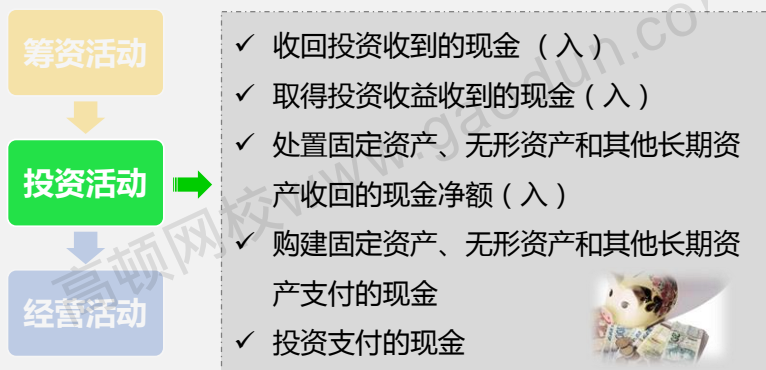 筹资活动
投资活动
经营活动
✓ 收回投资收到的现金 （入）
✓ 取得投资收益收到的现金（入）
✓ 处置固定资产、无形资产和其他长期资
产收回的现金净额（入）
✓ 购建固定资产、无形资产和其他长期资
产支付的现金
✓ 投资支付的现金
高顿网校www.gaodun.co